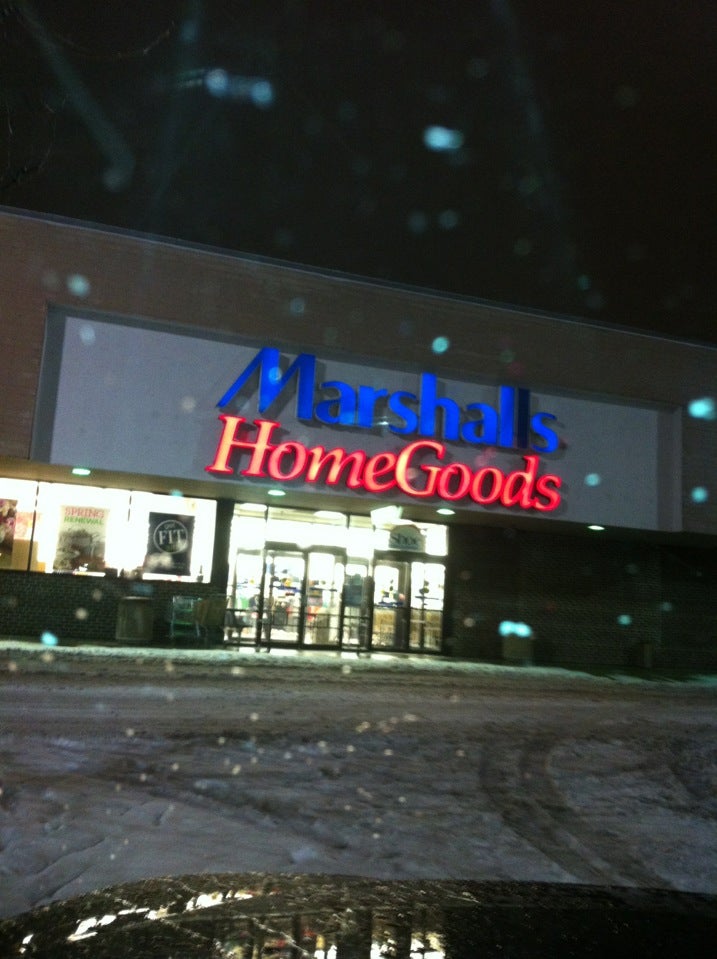 Marshalls
HomeGoods
SPRING
RENEWAL
FIT
Shoe